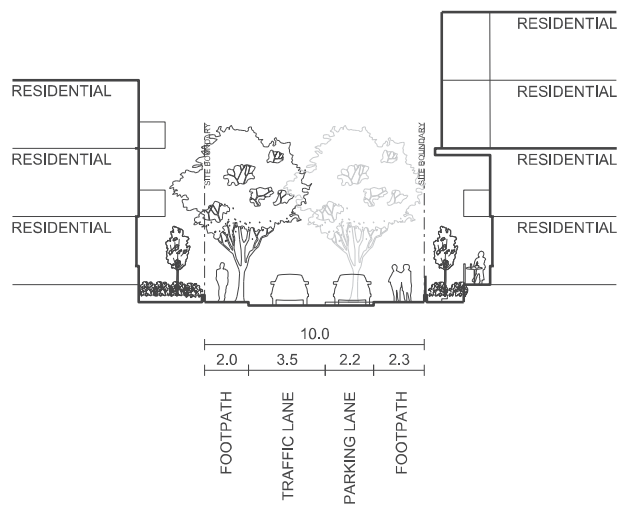 RESIDENTIAL
RESIDENTIAL
RESIDENTIAL
RESIDENTIAL
RESIDENTIAL
RESIDENTIAL
RESIDENTIAL
SITE BOUNDARY
SITE BOUNDARY
10.0
2.0 3.5 2.2 2.3
FOOTPATH
TRAFFIC LANE
PARKING LANE
FOOTPATH